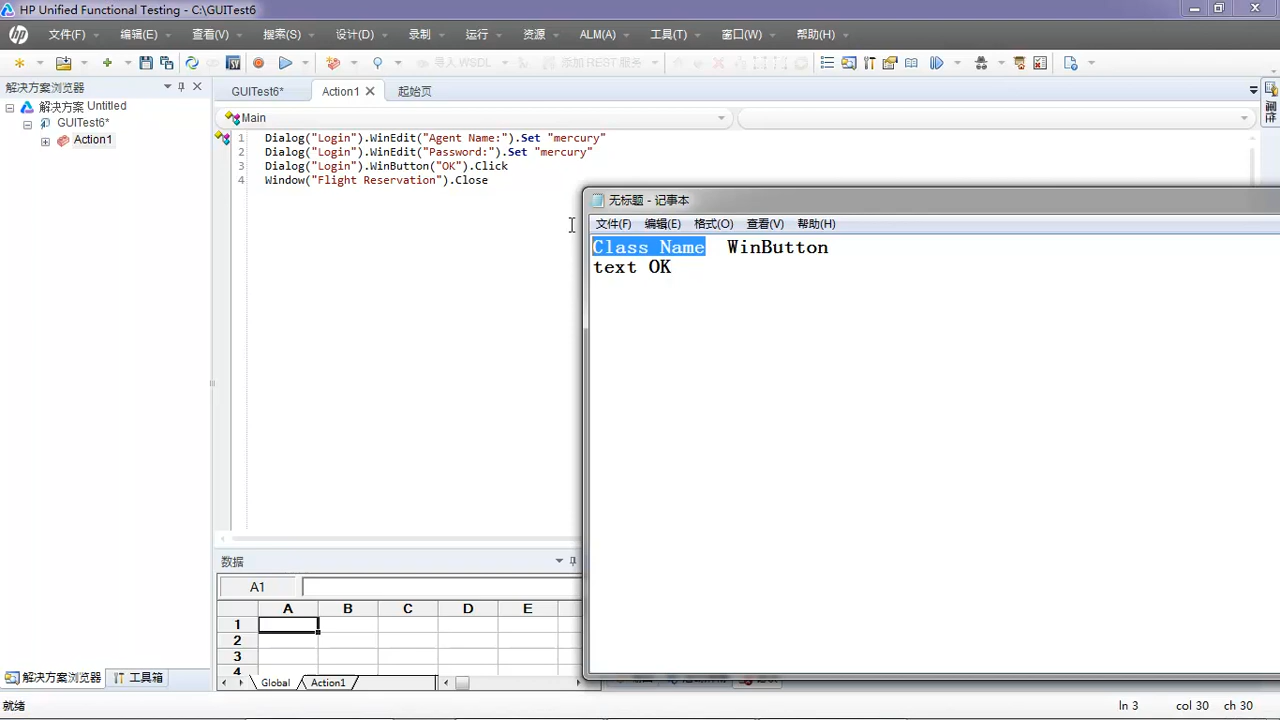 HP Unified Functional Testing - C:\GUITest6
hp 文件(F) 编辑(E) 查看(V) 搜索(S) 设计(D) 录制 运行 资源 ALM(A) 工具(T) 窗口(W) 帮助(H)
导入 WSDL 添加 REST 服务
解决方案浏览器
GUITest6* Action1 起始页
解决方案 Untitled
GUITest6*
Action1
Main
1 Dialog("Login").WinEdit("Agent Name:").Set "mercury"
2 Dialog("Login").WinEdit("Password:").Set "mercury"
3 Dialog("Login").WinButton("OK").Click
4 Window("Flight Reservation").Close
属性
无标题 - 记事本
文件(F) 编辑(E) 格式(O) 查看(V) 帮助(H)
Class Name WinButton
text OK
数据
A1
A B C D E
1
2
3
4
Global Action1
解决方案浏览器 工具箱
就绪 ln 3 col 30 ch 30